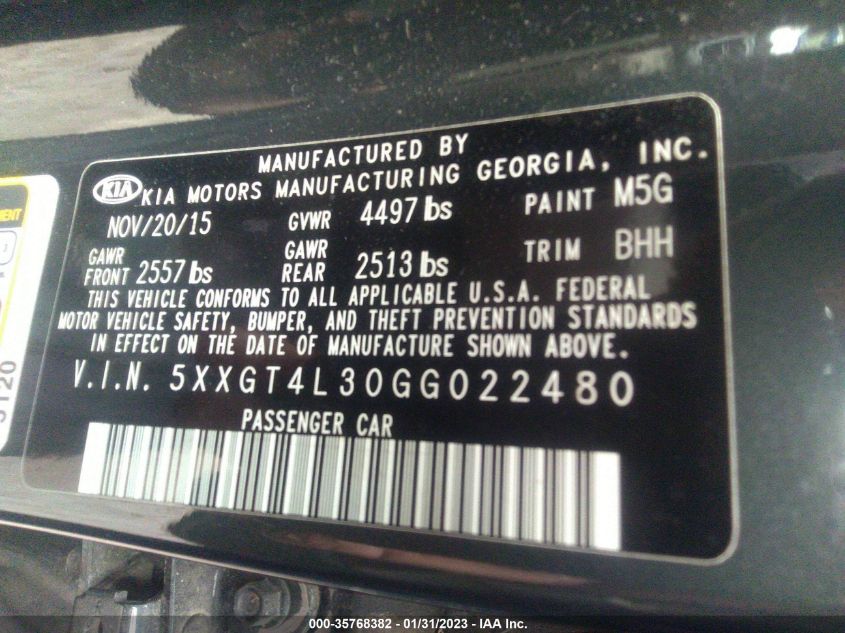 MANUFACTURED BY
KIA KIA MOTORS MANUFACTURING GEORGIA, INC.
NOV/20/15 GVWR 4497 lbs PAINT M5G
GAWR FRONT 2557 lbs GAWR REAR 2513 lbs TRIM BHH
THIS VEHICLE CONFORMS TO ALL APPLICABLE U.S.A. FEDERAL
MOTOR VEHICLE SAFETY, BUMPER, AND THEFT PREVENTION STANDARDS
IN EFFECT ON THE DATE OF MANUFACTURE SHOWN ABOVE.
V.I.N. 5XXGT4L30GG022480
PASSENGER CAR
000-35768382 - 01/31/2023 - IAA Inc.